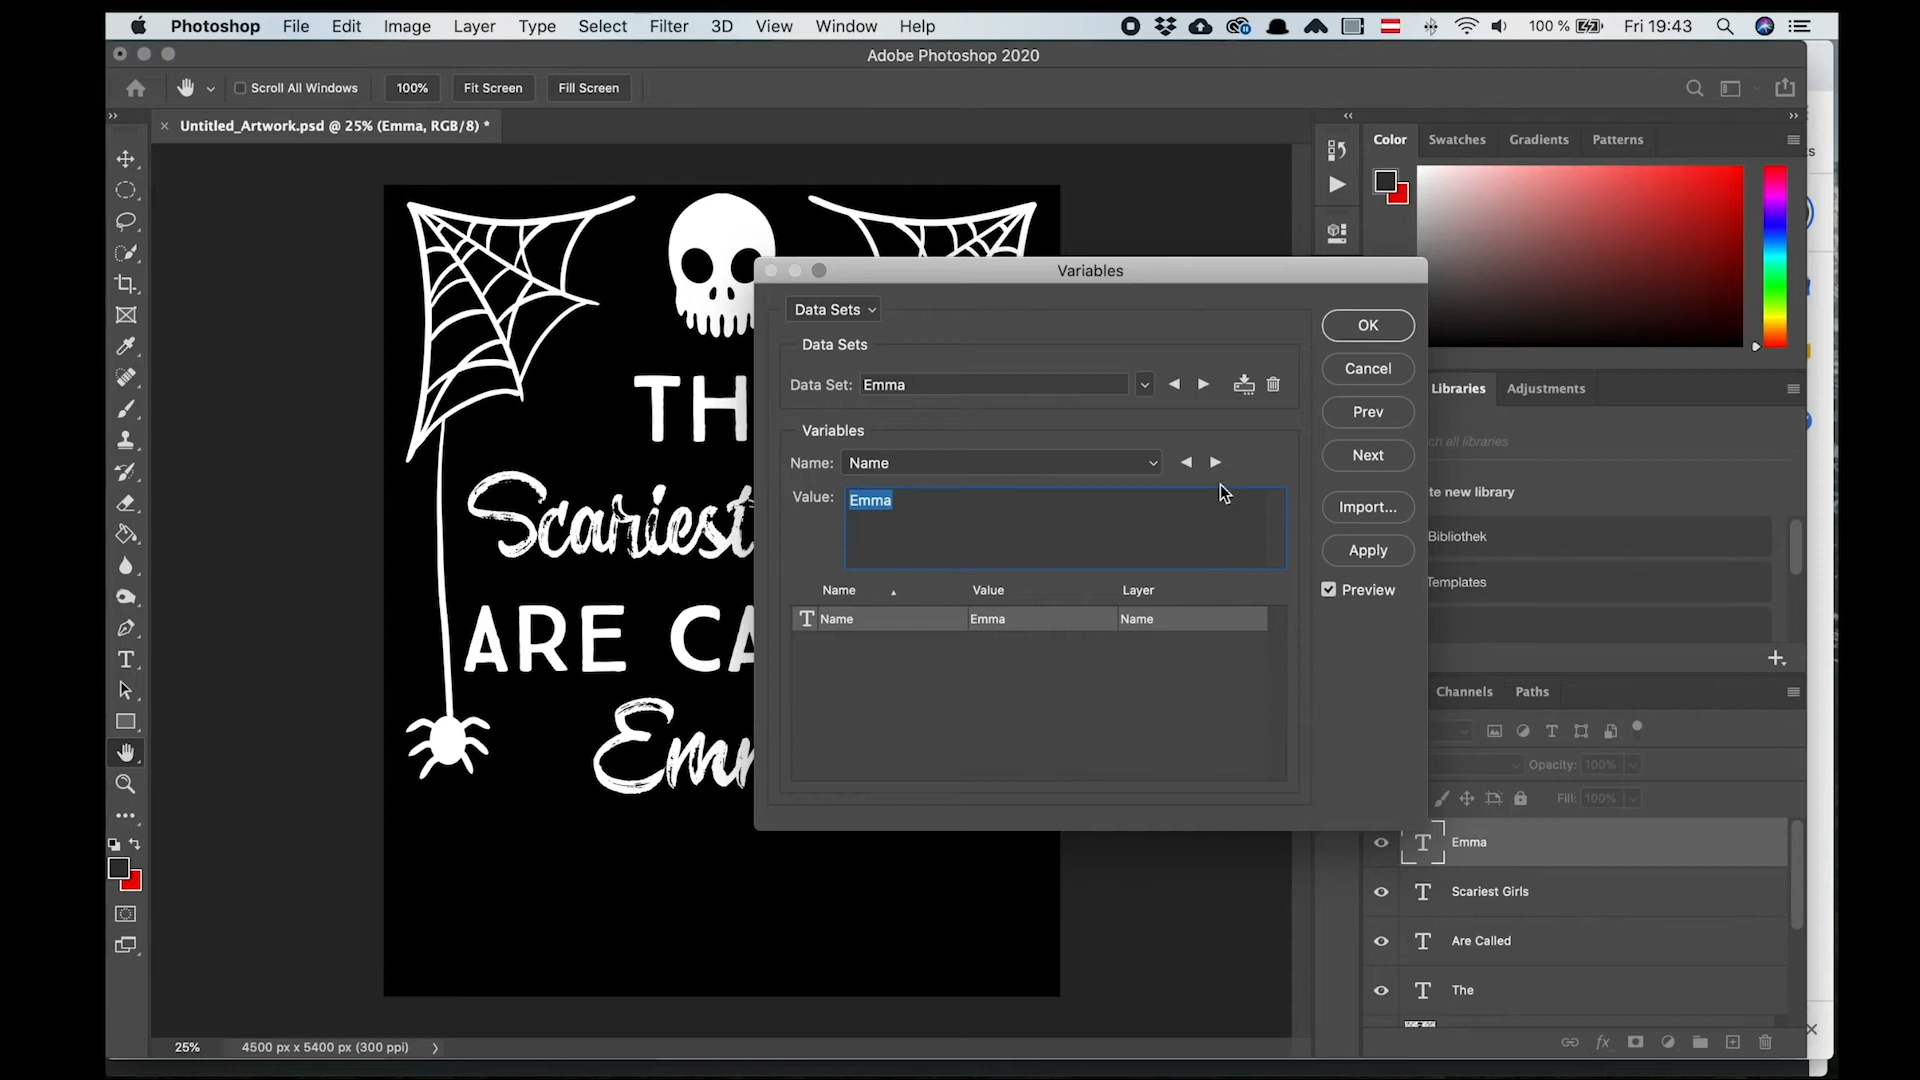 Photoshop File Edit Image Layer Type Select Filter 3D View Window Help 100 % Fri 19:43
Adobe Photoshop 2020
Scroll All Windows 100% Fit Screen Fill Screen
× Untitled_Artwork.psd @ 25% (Emma, RGB/8) *
Color Swatches Gradients Patterns
Variables
Data Sets
OK
Data Sets
Cancel
Data Set: Emma
Libraries Adjustments
Prev
Variables
ch all libraries
Name: Name
Next
Value: Emma
te new library
Import...
Bibliothek
Apply
Templates
Name Value Layer
Preview
T Name Emma Name
TH
Scariest
ARE CA
Em
Channels Paths
Opacity: 100%
Fill: 100%
T Emma
T Scariest Girls
T Are Called
T The
25% 4500 px x 5400 px (300 ppi)
fx